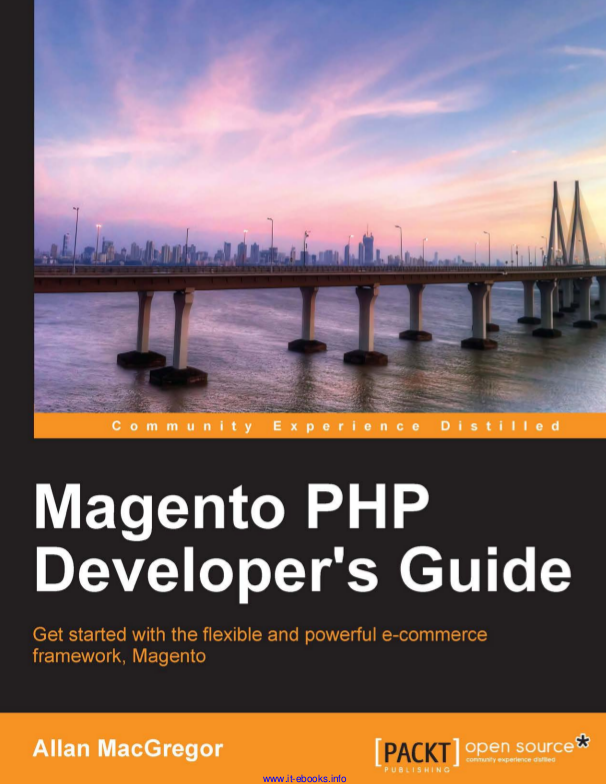 Community Experience Distilled
Magento PHP
Developer's Guide
Get started with the flexible and powerful e-commerce
framework, Magento
Allan MacGregor
[PACKT] open source*
PUBLISHING community experience distilled
www.it-ebooks.info